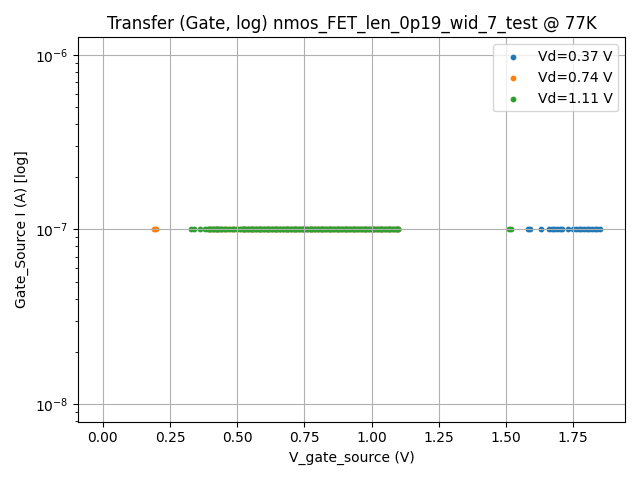 Transfer (Gate, log) nmos_FET_len_0p19_wid_7_test @ 77K
Vd=0.37 V
Vd=0.74 V
Vd=1.11 V
Gate_Source I (A) [log]
10^-6
10^-7
10^-8
0.00 0.25 0.50 0.75 1.00 1.25 1.50 1.75
V_gate_source (V)